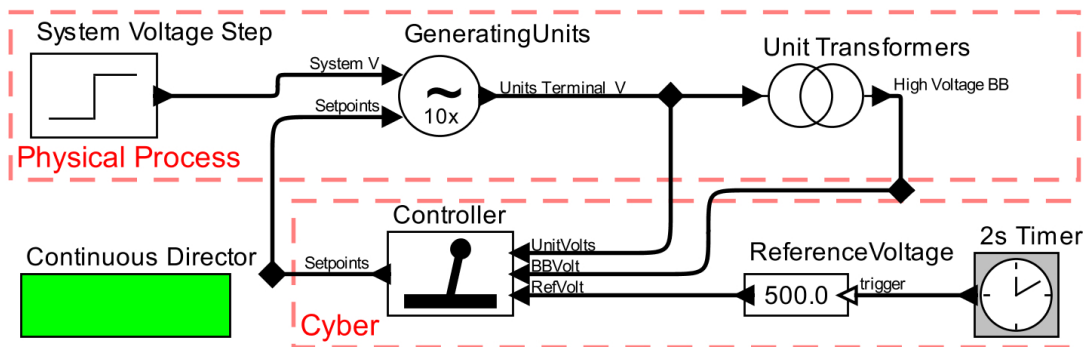 System Voltage Step
GeneratingUnits
Unit Transformers
System V
Setpoints
10x
Units Terminal V
High Voltage BB
Physical Process
Controller
UnitVolts
BBVolt
RefVolt
Setpoints
ReferenceVoltage
2s Timer
500.0
trigger
Continuous Director
Cyber